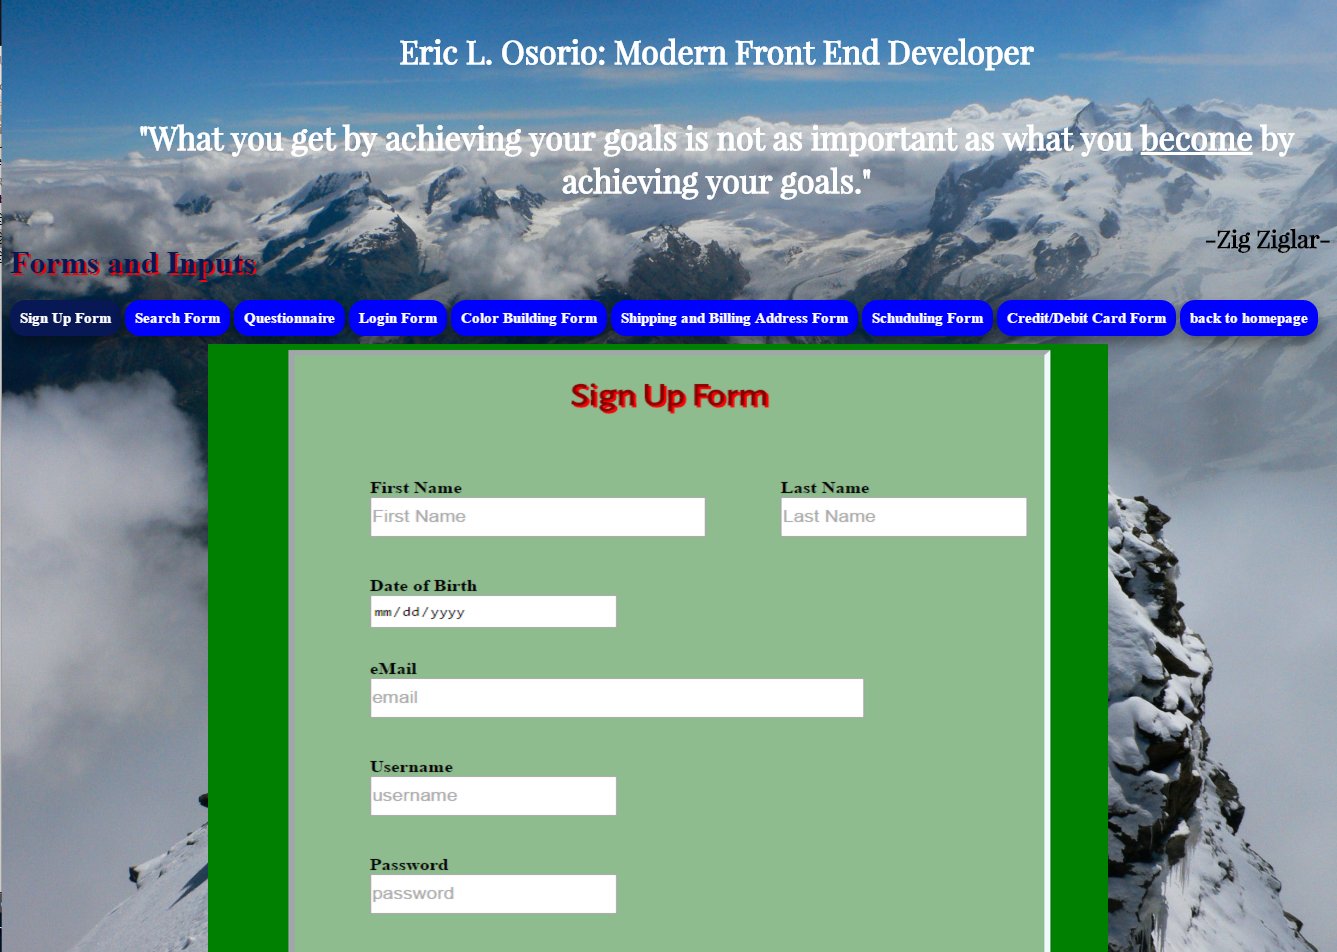 Eric L. Osorio: Modern Front End Developer
"What you get by achieving your goals is not as important as what you become by
achieving your goals."
-Zig Ziglar-
Forms and Inputs
Sign Up Form Search Form Questionnaire Login Form Color Building Form Shipping and Billing Address Form Schuduling Form Credit/Debit Card Form back to homepage
Sign Up Form
First Name Last Name
First Name Last Name
Date of Birth
mm/dd/yyyy
eMail
email
Username
username
Password
password